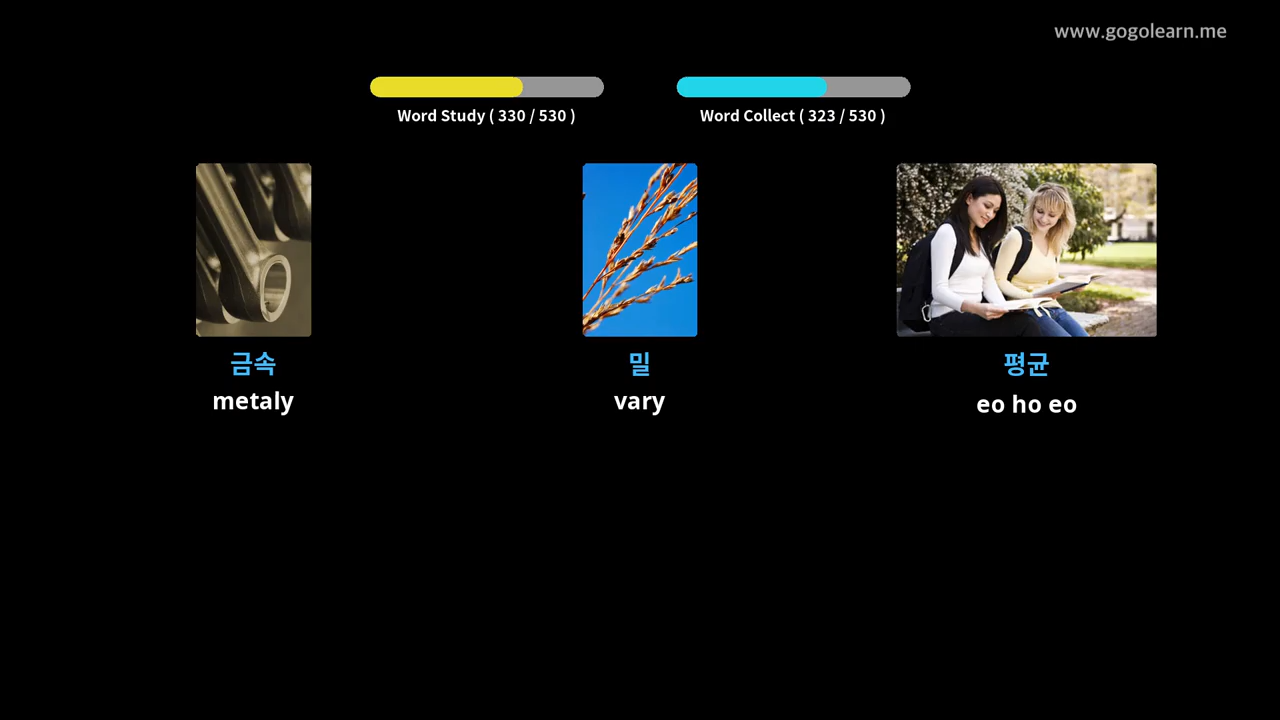 www.gogolearn.me
Word Study ( 330 / 530 )
Word Collect ( 323 / 530 )
금속
밀
평균
metaly
vary
eo ho eo